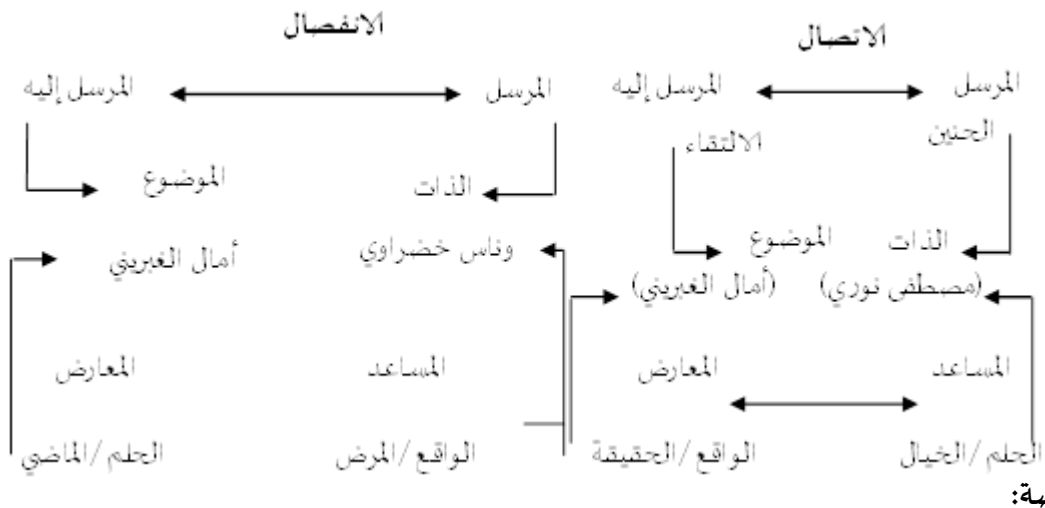 الاتصال الانفصال
المرسل المرسل إليه المرسل المرسل إليه
الحنين الالتقاء
الذات الموضوع الذات الموضوع
(مصطفى نوري) (أمال الغبريني) وناس خضراوي أمال الغبريني
المساعد المعارض المساعد المعارض
الحلم/الخيال الواقع/الحقيقة الواقع/المرض الحلم/الماضي